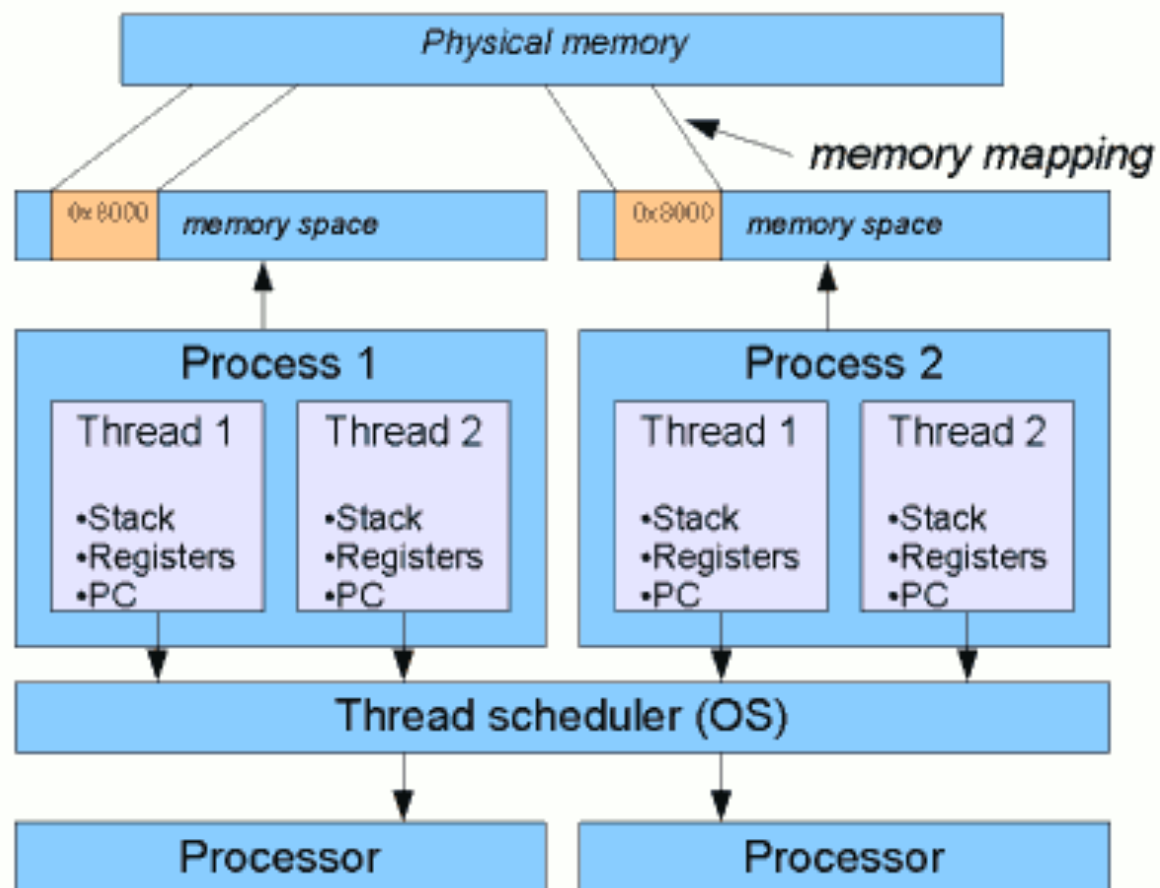 Physical memory
memory mapping
0x8000 memory space 0x8000 memory space
Process 1 Process 2
Thread 1 Thread 2 Thread 1 Thread 2
•Stack •Stack •Stack •Stack
•Registers •Registers •Registers •Registers
•PC •PC •PC •PC
Thread scheduler (OS)
Processor Processor